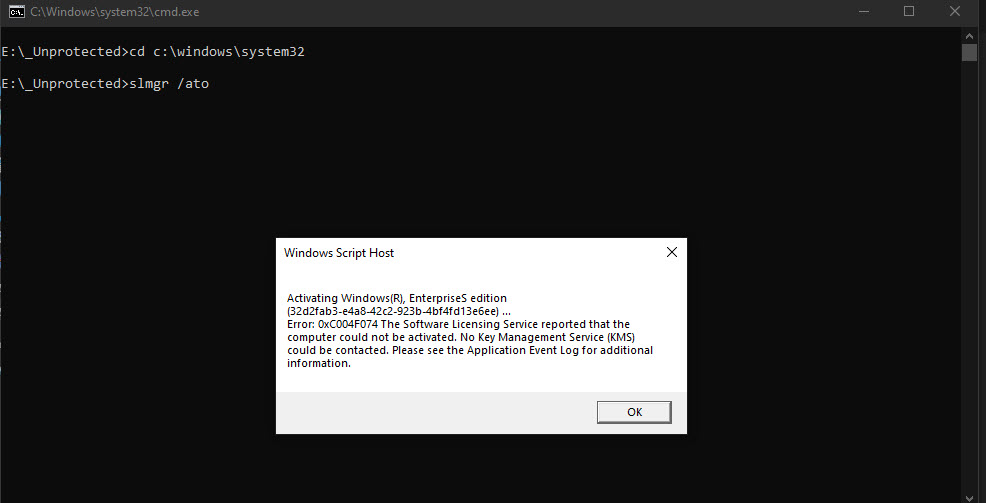 C:\Windows\system32\cmd.exe
E:\_Unprotected>cd c:\windows\system32
E:\_Unprotected>slmgr /ato
Windows Script Host
Activating Windows(R), EnterpriseS edition
(32d2fab3-e4a8-42c2-923b-4bf4fd13e6ee) ...
Error: 0xC004F074 The Software Licensing Service reported that the
computer could not be activated. No Key Management Service (KMS)
could be contacted. Please see the Application Event Log for additional
information.
OK